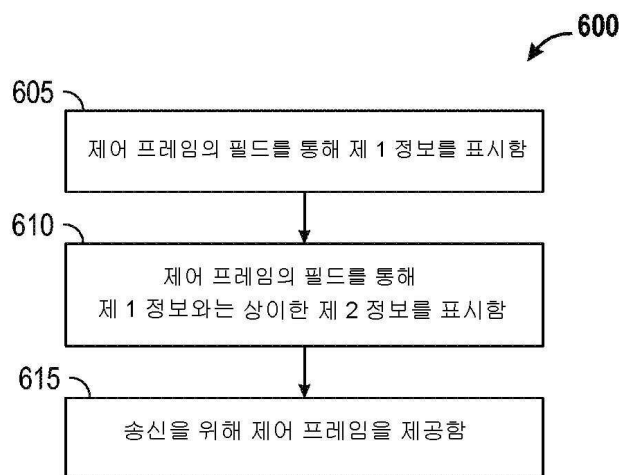 600
605
제어 프레임의 필드를 통해 제 1 정보를 표시함
610
제어 프레임의 필드를 통해
제 1 정보와는 상이한 제 2 정보를 표시함
615
송신을 위해 제어 프레임을 제공함